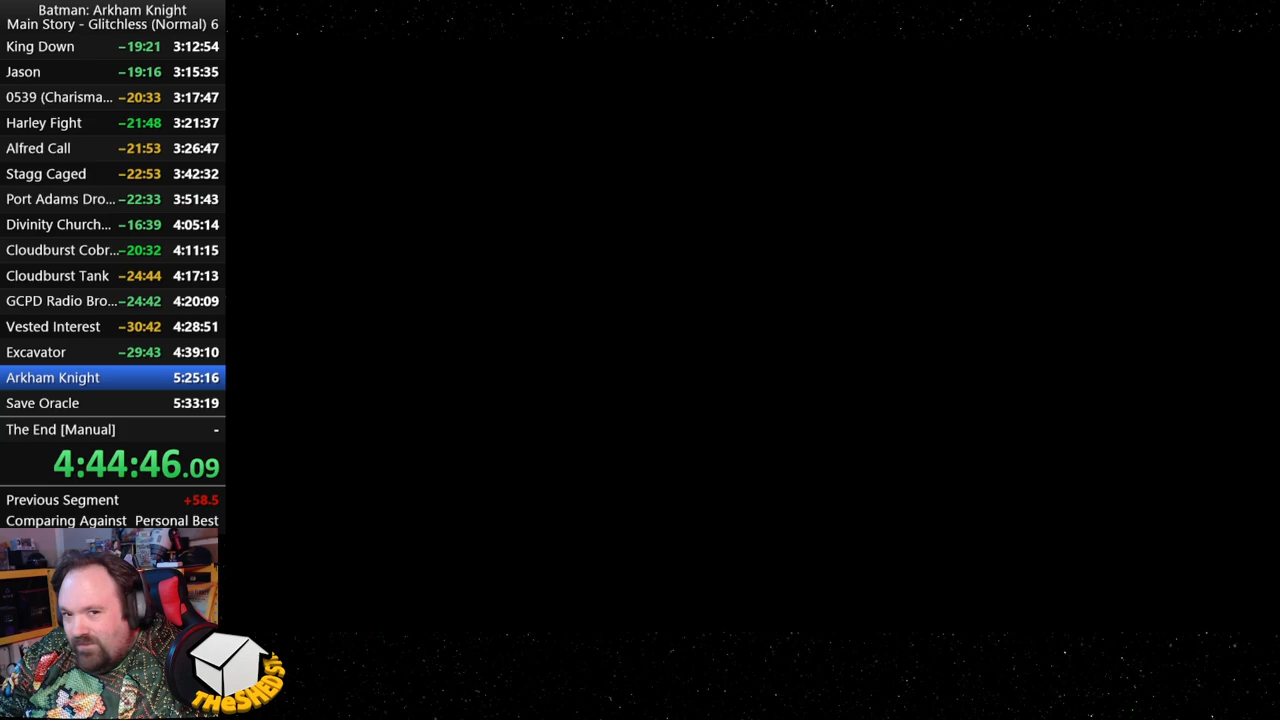 Batman: Arkham Knight
Main Story - Glitchless (Normal) 6
King Down −19:21 3:12:54
Jason −19:16 3:15:35
0539 (Charisma... −20:33 3:17:47
Harley Fight −21:48 3:21:37
Alfred Call −21:53 3:26:47
Stagg Caged −22:53 3:42:32
Port Adams Dro... −22:33 3:51:43
Divinity Church... −16:39 4:05:14
Cloudburst Cobr... −20:32 4:11:15
Cloudburst Tank −24:44 4:17:13
GCPD Radio Bro... −24:42 4:20:09
Vested Interest −30:42 4:28:51
Excavator −29:43 4:39:10
Arkham Knight 5:25:16
Save Oracle 5:33:19
The End [Manual] -
4:44:46.09
Previous Segment +58.5
Comparing Against Personal Best
THeSHED